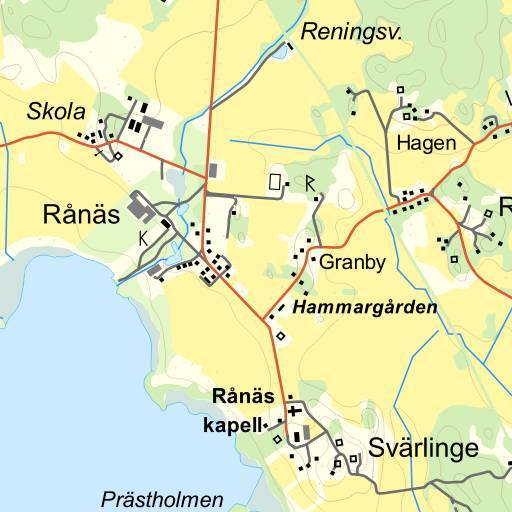 Reningsv.
Skola
Hagen
Rånäs
K
R
Granby
Hammargården
Rånäs
kapell
Svärlinge
Prästholmen